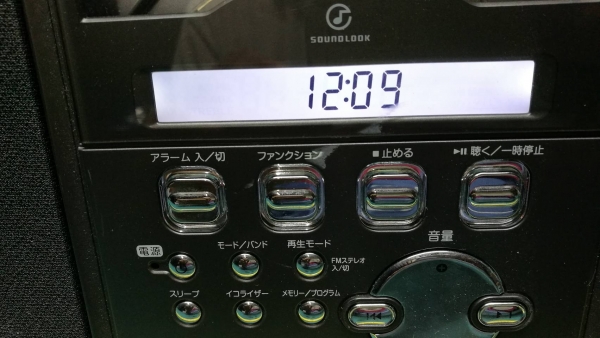 SOUNDLOOK
12:09
アラーム 入/切
ファンクション
■止める
▶II 聴く/一時停止
音量
電源
モード/バンド
再生モード
FMステレオ
入/切
スリープ
イコライザー
メモリー/プログラム